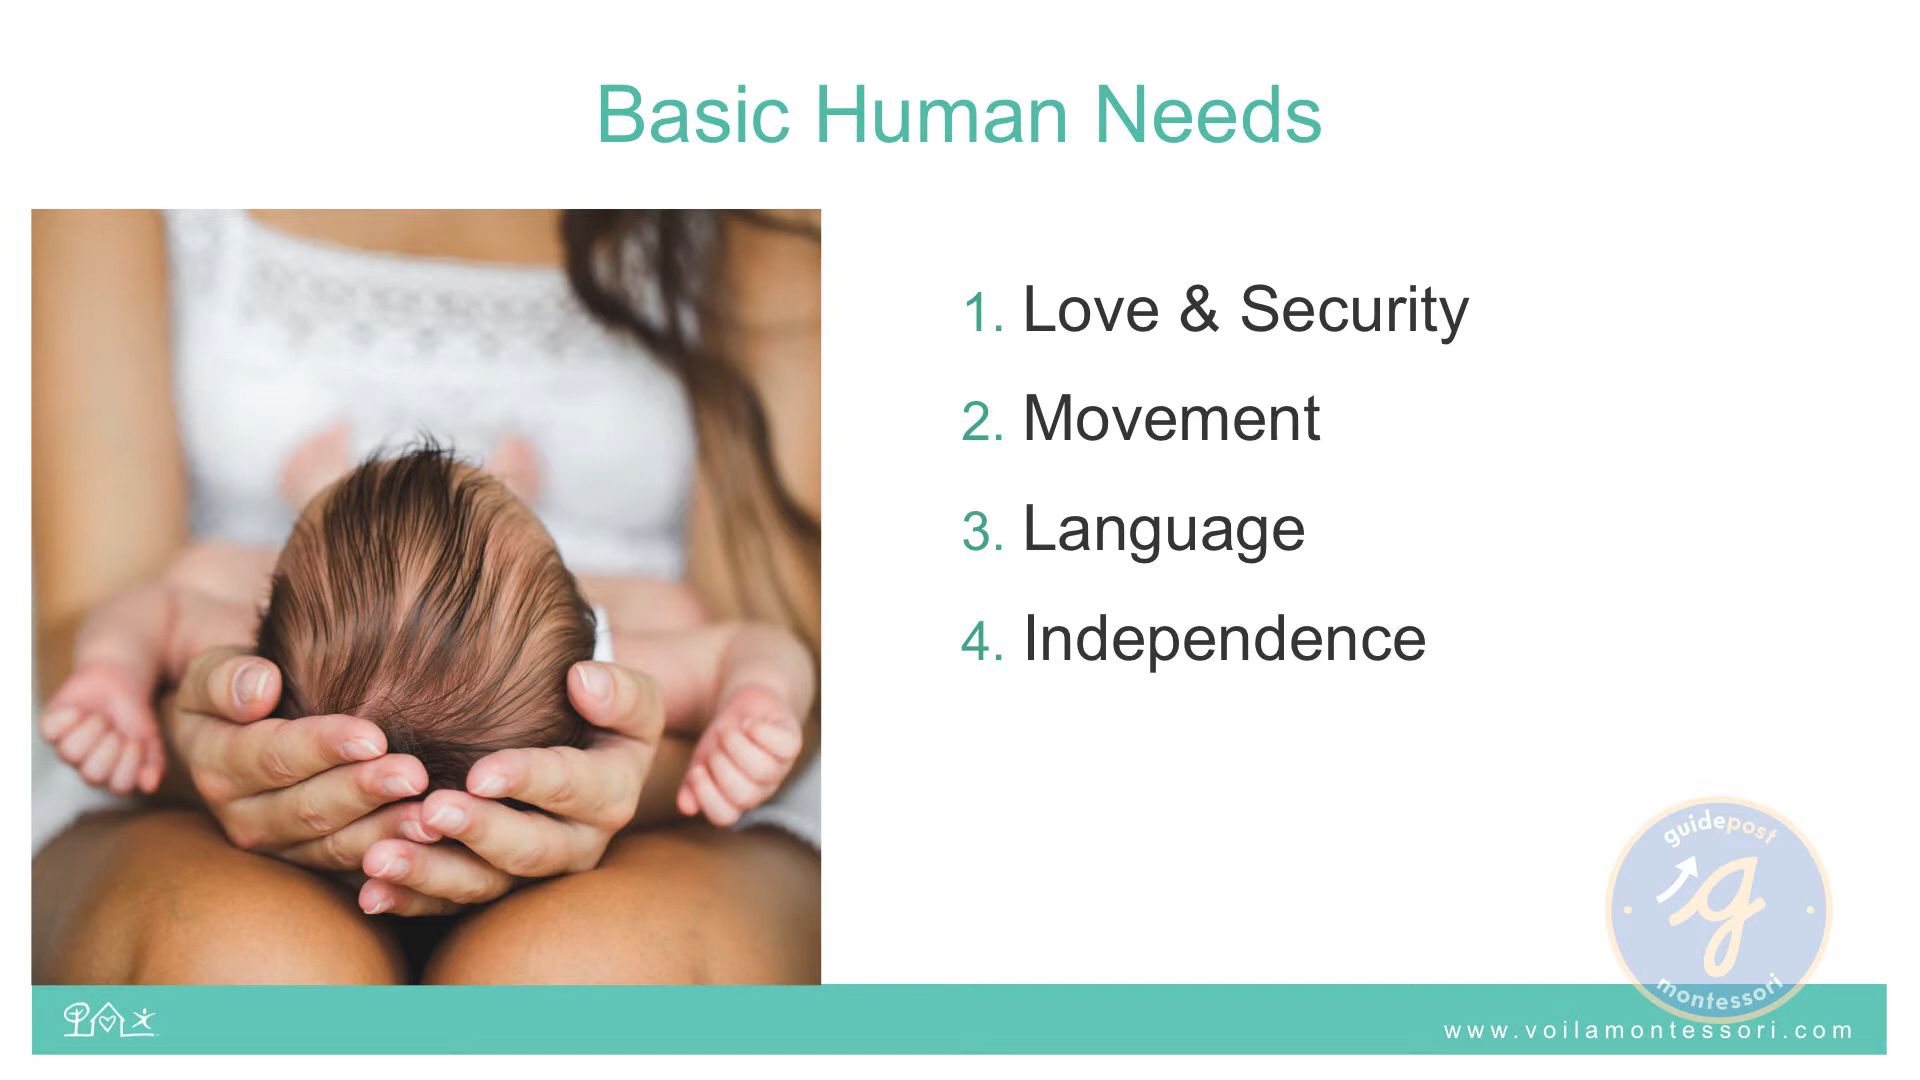 Basic Human Needs
1. Love & Security
2. Movement
3. Language
4. Independence
guidepost
g
montessori
www.voilamontessori.com